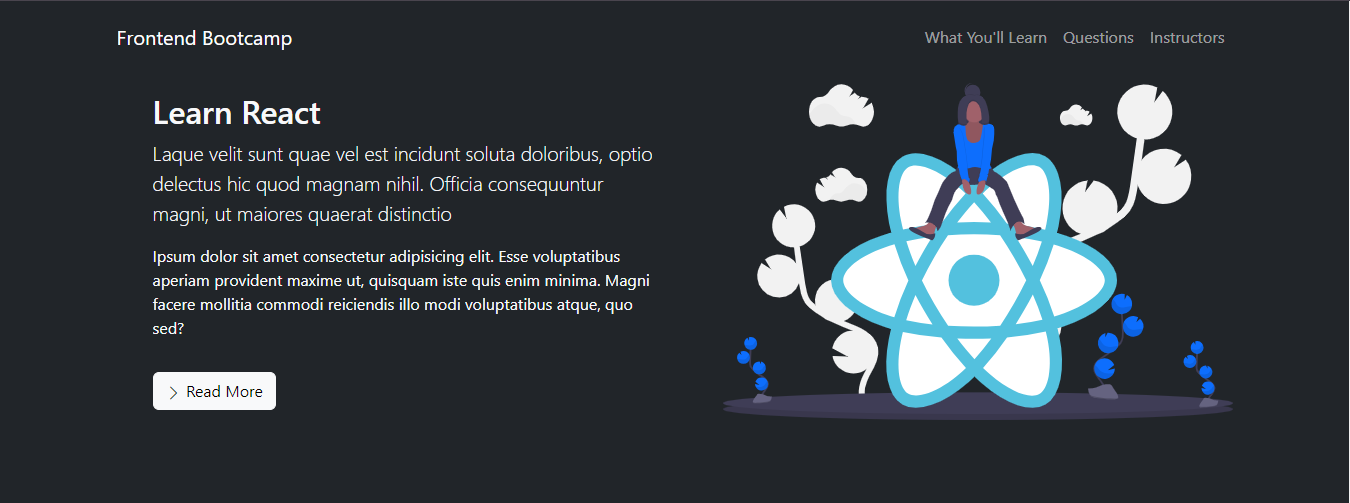 Frontend Bootcamp
What You'll Learn Questions Instructors
Learn React
Laque velit sunt quae vel est incidunt soluta doloribus, optio
delectus hic quod magnam nihil. Officia consequuntur
magni, ut maiores quaerat distinctio
Ipsum dolor sit amet consectetur adipisicing elit. Esse voluptatibus
aperiam provident maxime ut, quisquam iste quis enim minima. Magni
facere mollitia commodi reiciendis illo modi voluptatibus atque, quo
sed?
Read More